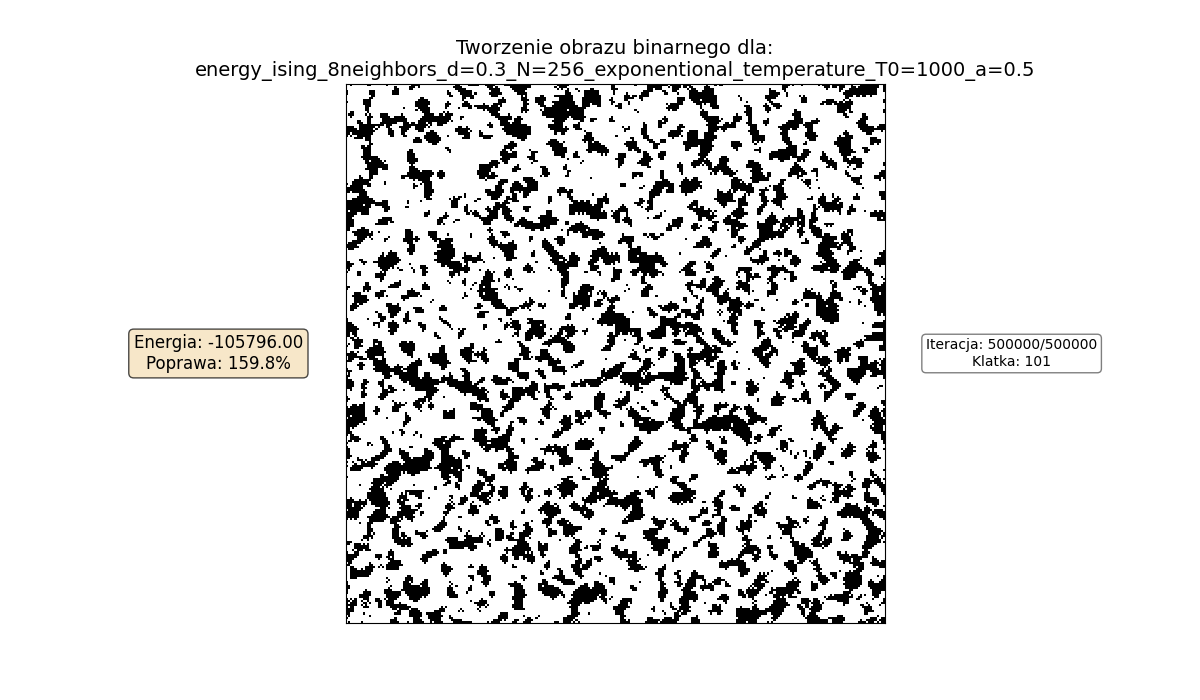 Tworzenie obrazu binarnego dla:
energy_ising_8neighbors_d=0.3_N=256_exponentional_temperature_T0=1000_a=0.5
Energia: -105796.00
Poprawa: 159.8%
Iteracja: 500000/500000
Klatka: 101